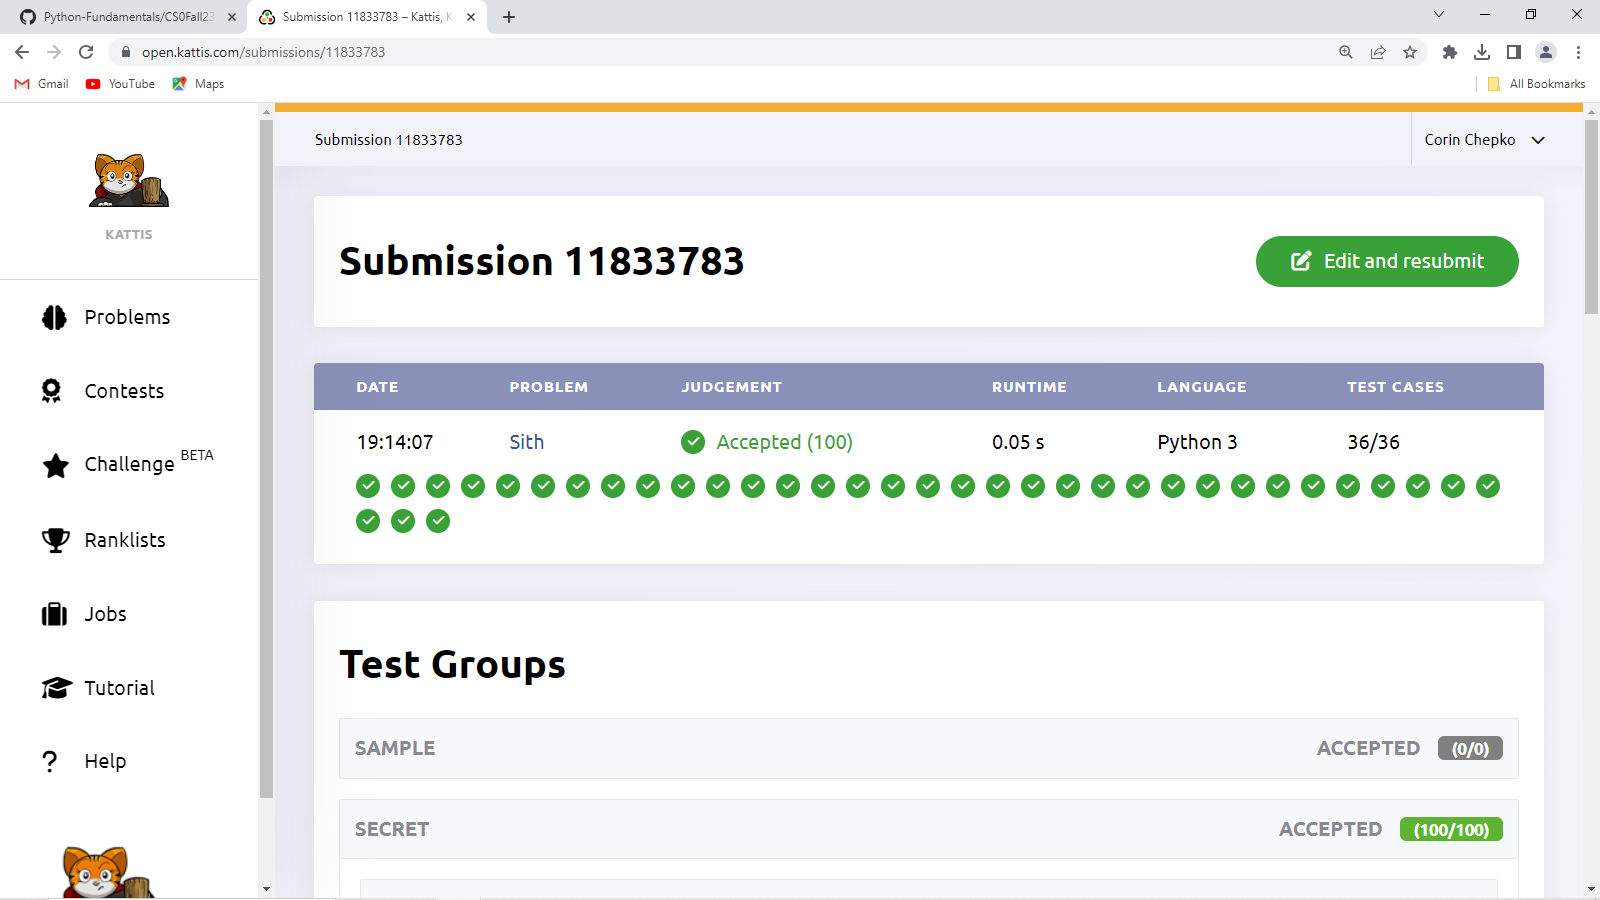 Python-Fundamentals/CS0Fall23
Submission 11833783 – Kattis, K
open.kattis.com/submissions/11833783
Gmail
YouTube
Maps
All Bookmarks
Submission 11833783
Corin Chepko
KATTIS
Submission 11833783
Edit and resubmit
Problems
Contests
Challenge BETA
Ranklists
Jobs
Tutorial
Help
DATE PROBLEM JUDGEMENT RUNTIME LANGUAGE TEST CASES
19:14:07 Sith Accepted (100) 0.05 s Python 3 36/36
Test Groups
SAMPLE ACCEPTED (0/0)
SECRET ACCEPTED (100/100)